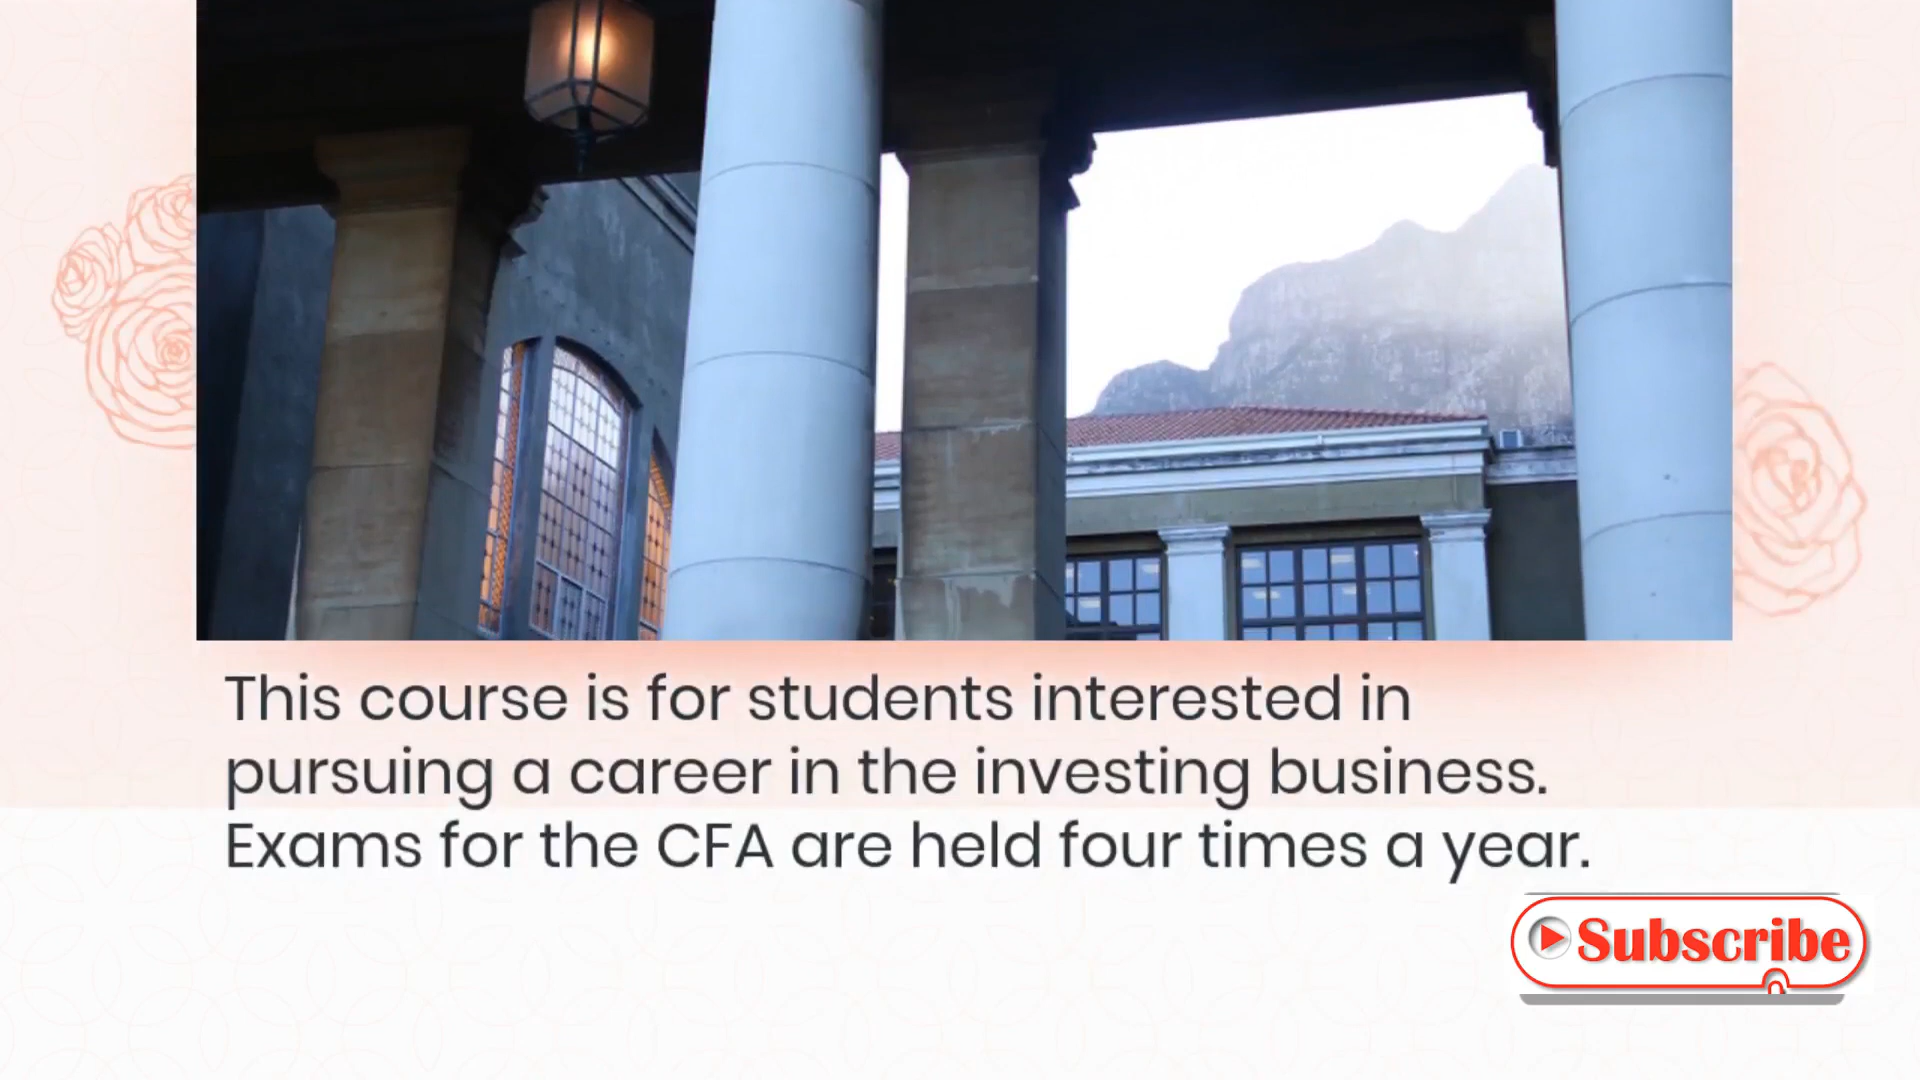 This course is for students interested in
pursuing a career in the investing business.
Exams for the CFA are held four times a year.
Subscribe